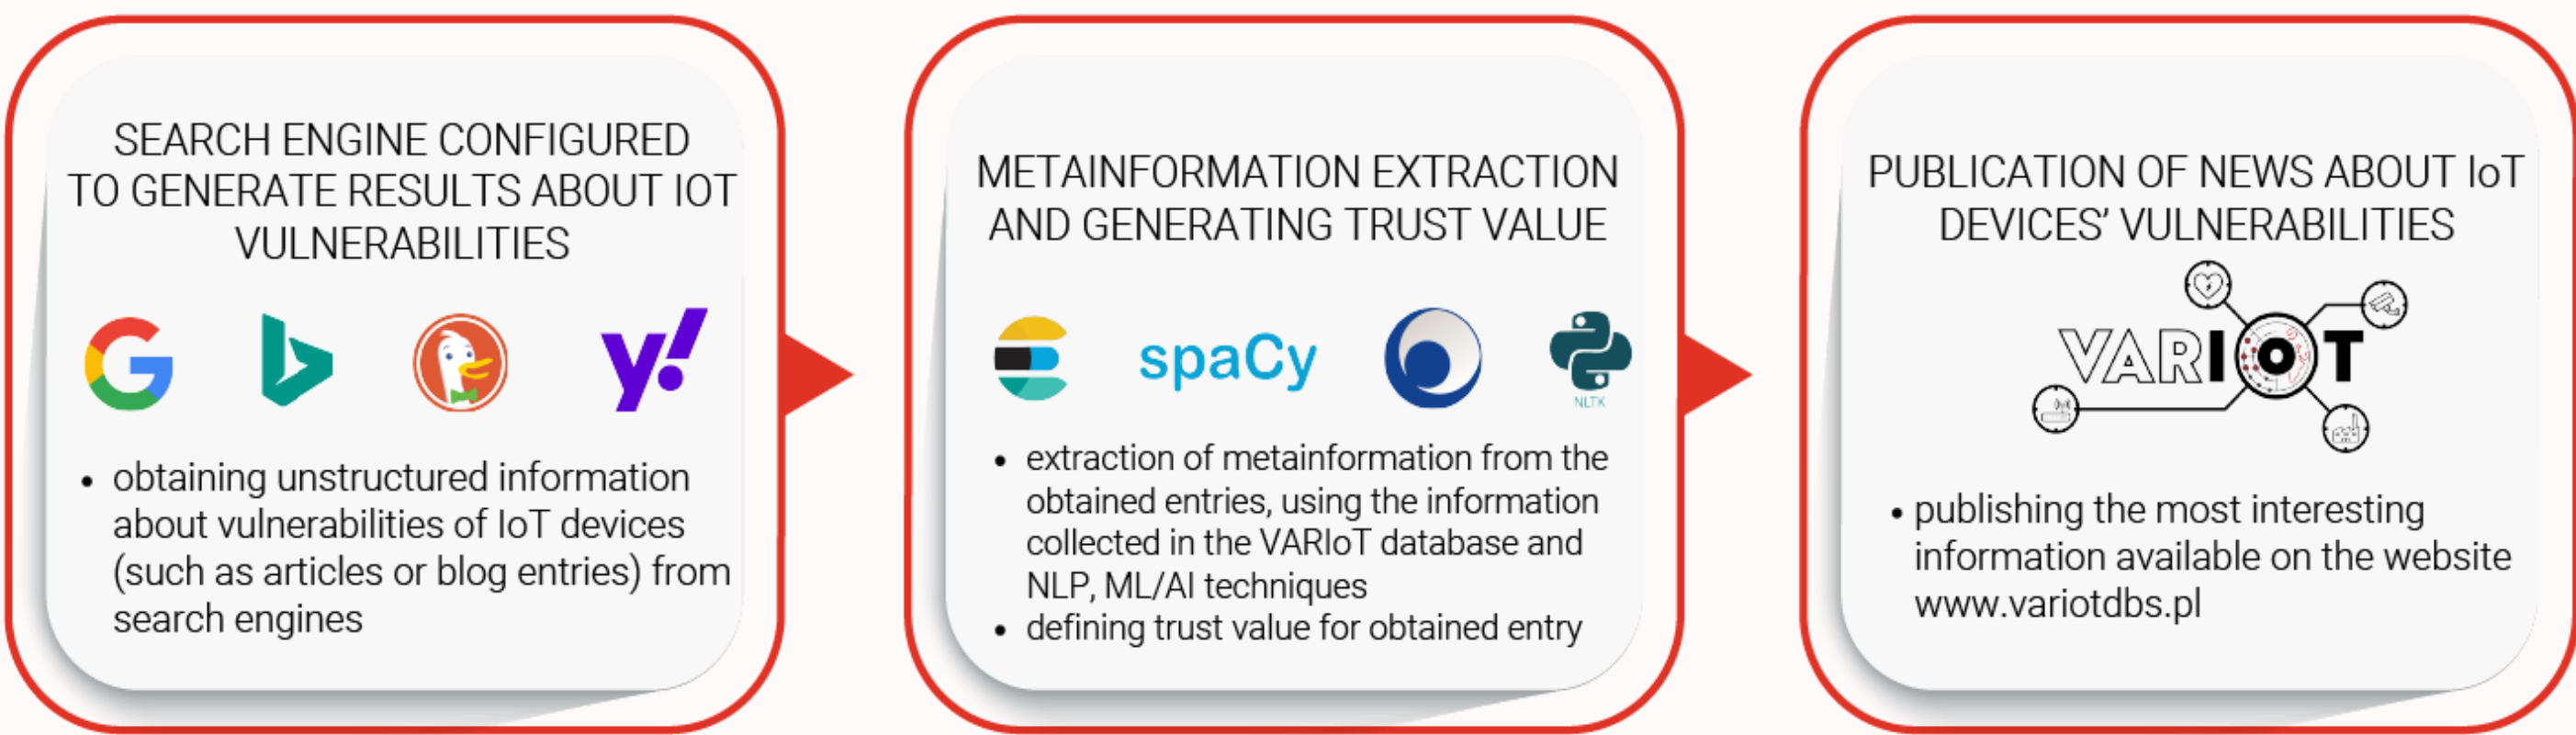 SEARCH ENGINE CONFIGURED
TO GENERATE RESULTS ABOUT IOT
VULNERABILITIES
G
y!
• obtaining unstructured information
about vulnerabilities of IoT devices
(such as articles or blog entries) from
search engines
METAINFORMATION EXTRACTION
AND GENERATING TRUST VALUE
spaCy
NLTK
• extraction of metainformation from the
obtained entries, using the information
collected in the VARIoT database and
NLP, ML/AI techniques
• defining trust value for obtained entry
PUBLICATION OF NEWS ABOUT IoT
DEVICES’ VULNERABILITIES
VARIOT
• publishing the most interesting
information available on the website
www.variotdbs.pl